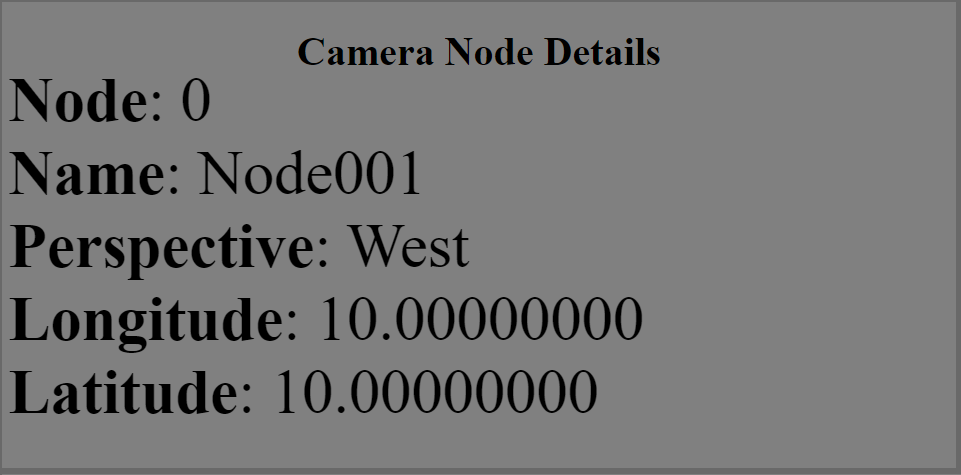 Camera Node Details
Node: 0
Name: Node001
Perspective: West
Longitude: 10.00000000
Latitude: 10.00000000